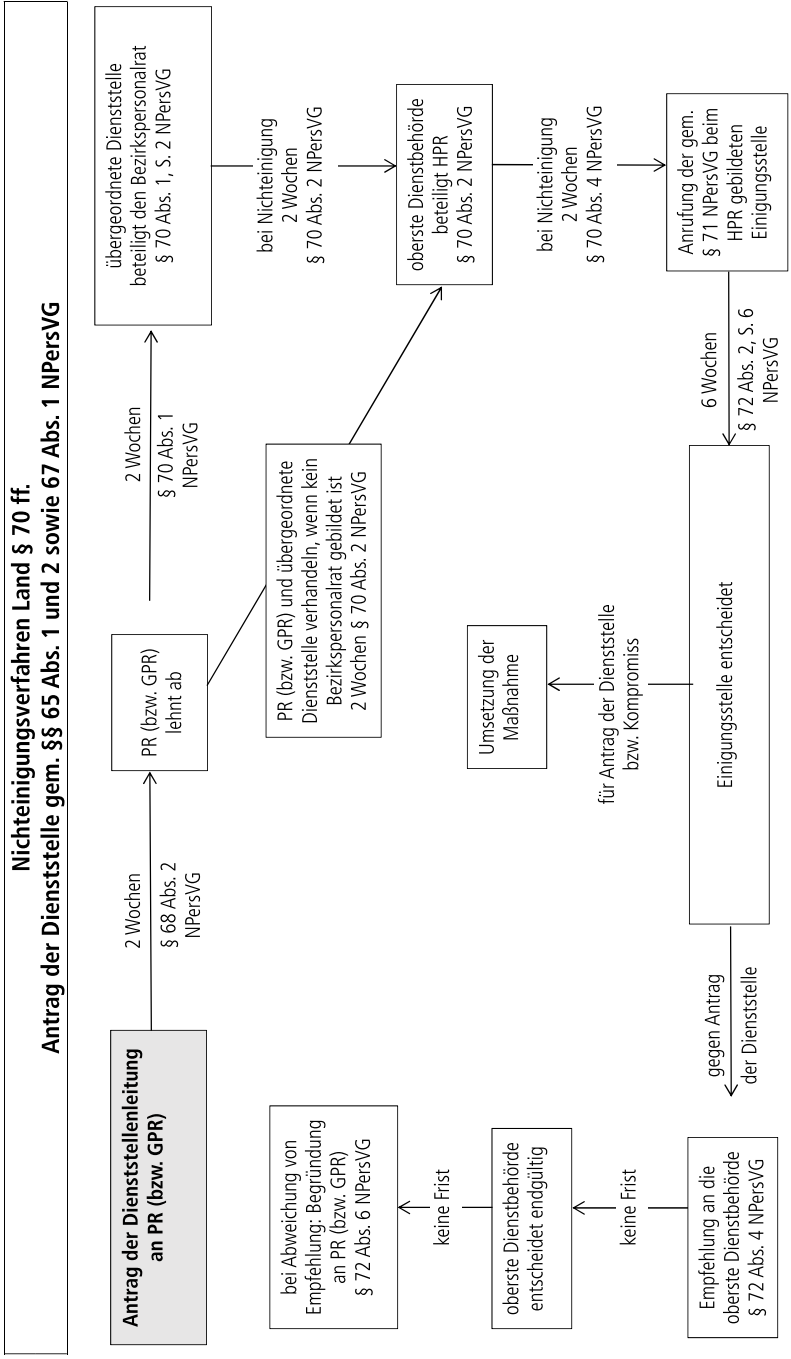 Nichteinigungsverfahren Land § 70 ff.
Antrag der Dienststelle gem. §§ 65 Abs. 1 und 2 sowie 67 Abs. 1 NPersVG
Antrag der Dienststellenleitung
an PR (bzw. GPR)
2 Wochen
§ 68 Abs. 2
NPersVG
PR (bzw. GPR)
lehnt ab
2 Wochen
§ 70 Abs. 1
NPersVG
übergeordnete Dienststelle
beteiligt den Bezirkspersonalrat
§ 70 Abs. 1, S. 2 NPersVG
bei Nichteinigung
2 Wochen
§ 70 Abs. 2 NPersVG
PR (bzw. GPR) und übergeordnete
Dienststelle verhandeln, wenn kein
Bezirkspersonalrat gebildet ist
2 Wochen § 70 Abs. 2 NPersVG
oberste Dienstbehörde
beteiligt HPR
§ 70 Abs. 2 NPersVG
bei Nichteinigung
2 Wochen
§ 70 Abs. 4 NPersVG
Anrufung der gem.
§ 71 NPersVG beim
HPR gebildeten
Einigungsstelle
6 Wochen
§ 72 Abs. 2, S. 6
NPersVG
Einigungsstelle entscheidet
für Antrag der Dienststelle
bzw. Kompromiss
Umsetzung der
Maßnahme
gegen Antrag
der Dienststelle
Empfehlung an die
oberste Dienstbehörde
§ 72 Abs. 4 NPersVG
keine Frist
oberste Dienstbehörde
entscheidet endgültig
keine Frist
bei Abweichung von
Empfehlung: Begründung
an PR (bzw. GPR)
§ 72 Abs. 6 NPersVG